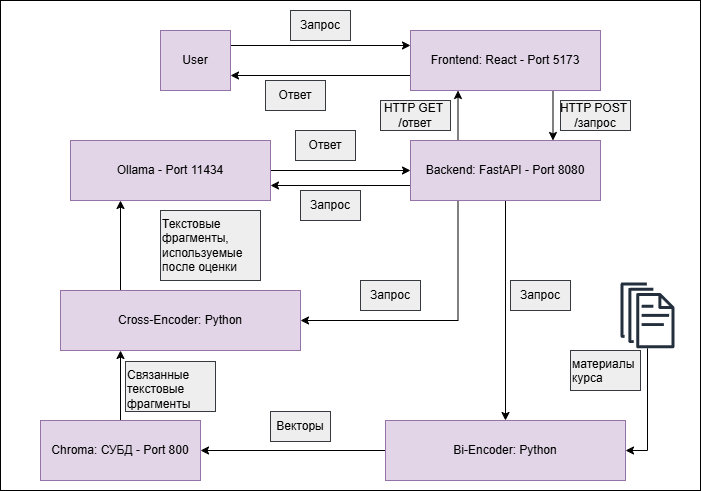 Запрос
User
Frontend: React - Port 5173
Ответ
HTTP GET
/ответ
HTTP POST
/запрос
Ответ
Ollama - Port 11434
Backend: FastAPI - Port 8080
Запрос
Текстовые
фрагменты,
используемые
после оценки
Запрос
Запрос
Cross-Encoder: Python
материалы
курса
Связанные
текстовые
фрагменты
Векторы
Chroma: СУБД - Port 800
Bi-Encoder: Python